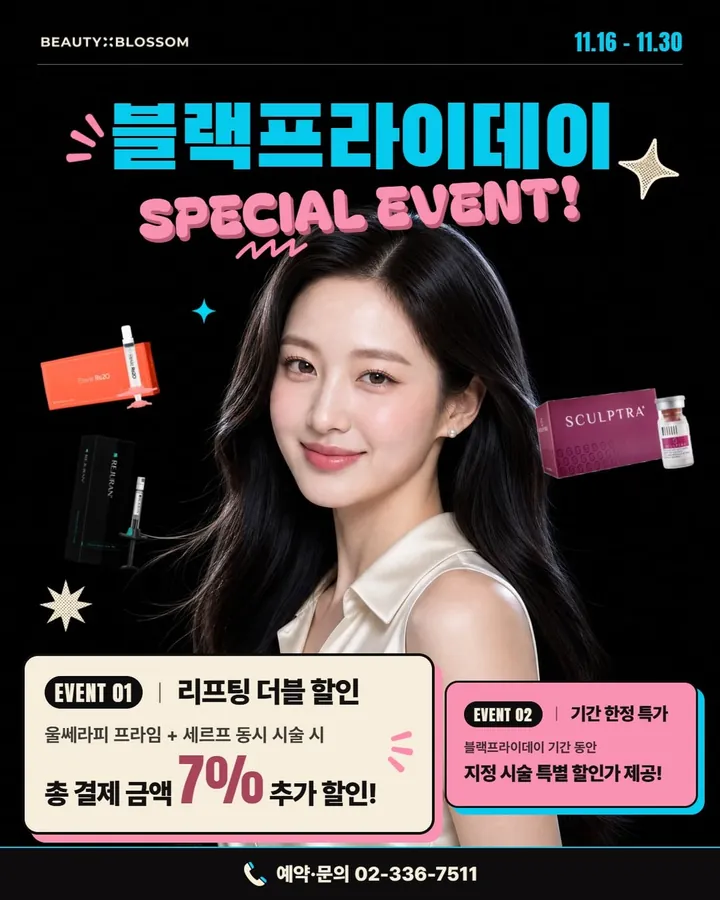 BEAUTY::BLOSSOM
11.16 - 11.30
블랙프라이데이
SPECIAL EVENT!
SCULPTRA
REJURAN
REJURAN
EVENT 01 | 리프팅 더블 할인
울쎄라피 프라임 + 세르프 동시 시술 시
총 결제 금액 7% 추가 할인!
EVENT 02 | 기간 한정 특가
블랙프라이데이 기간 동안
지정 시술 특별 할인가 제공!
예약·문의 02-336-7511